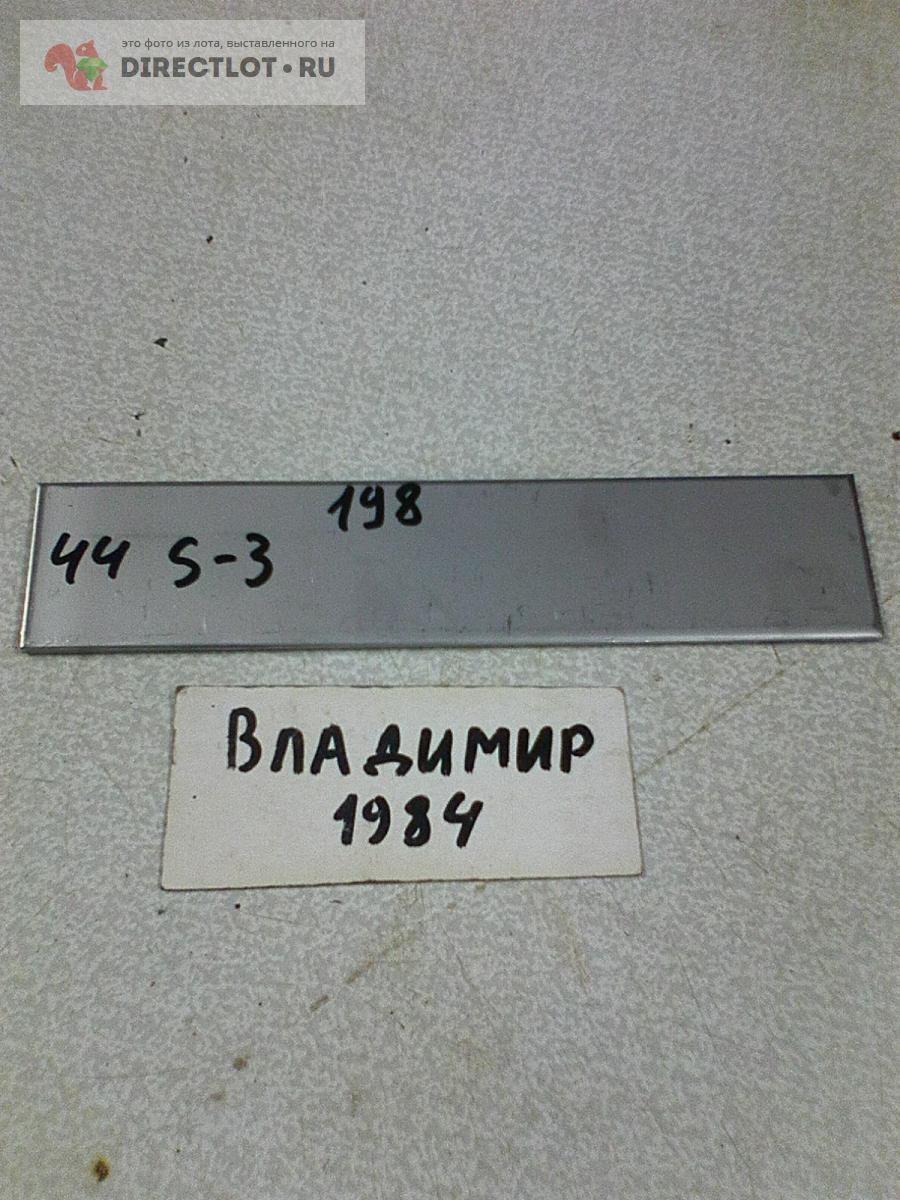 это фото из лота, выставленного на
DIRECTLOT•RU
198
44 S-3
Владимир
1984